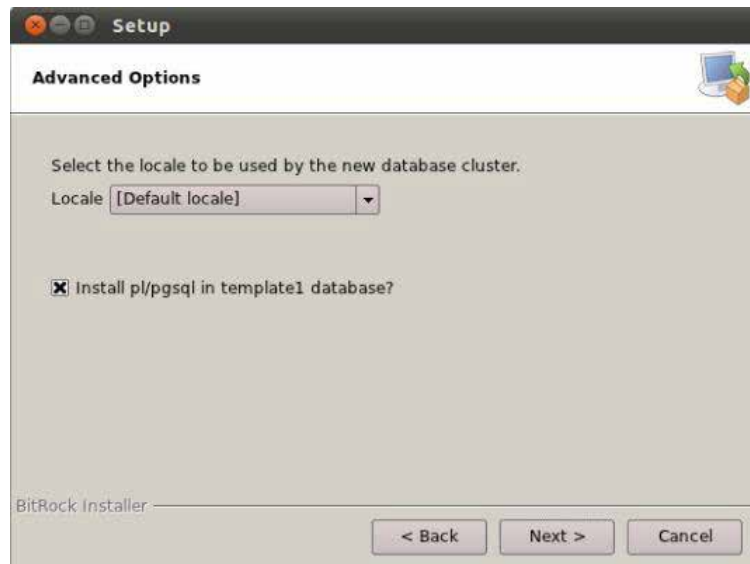 Setup
Advanced Options
Select the locale to be used by the new database cluster.
Locale [Default locale]
Install pl/pgsql in template1 database?
BitRock Installer
< Back Next > Cancel